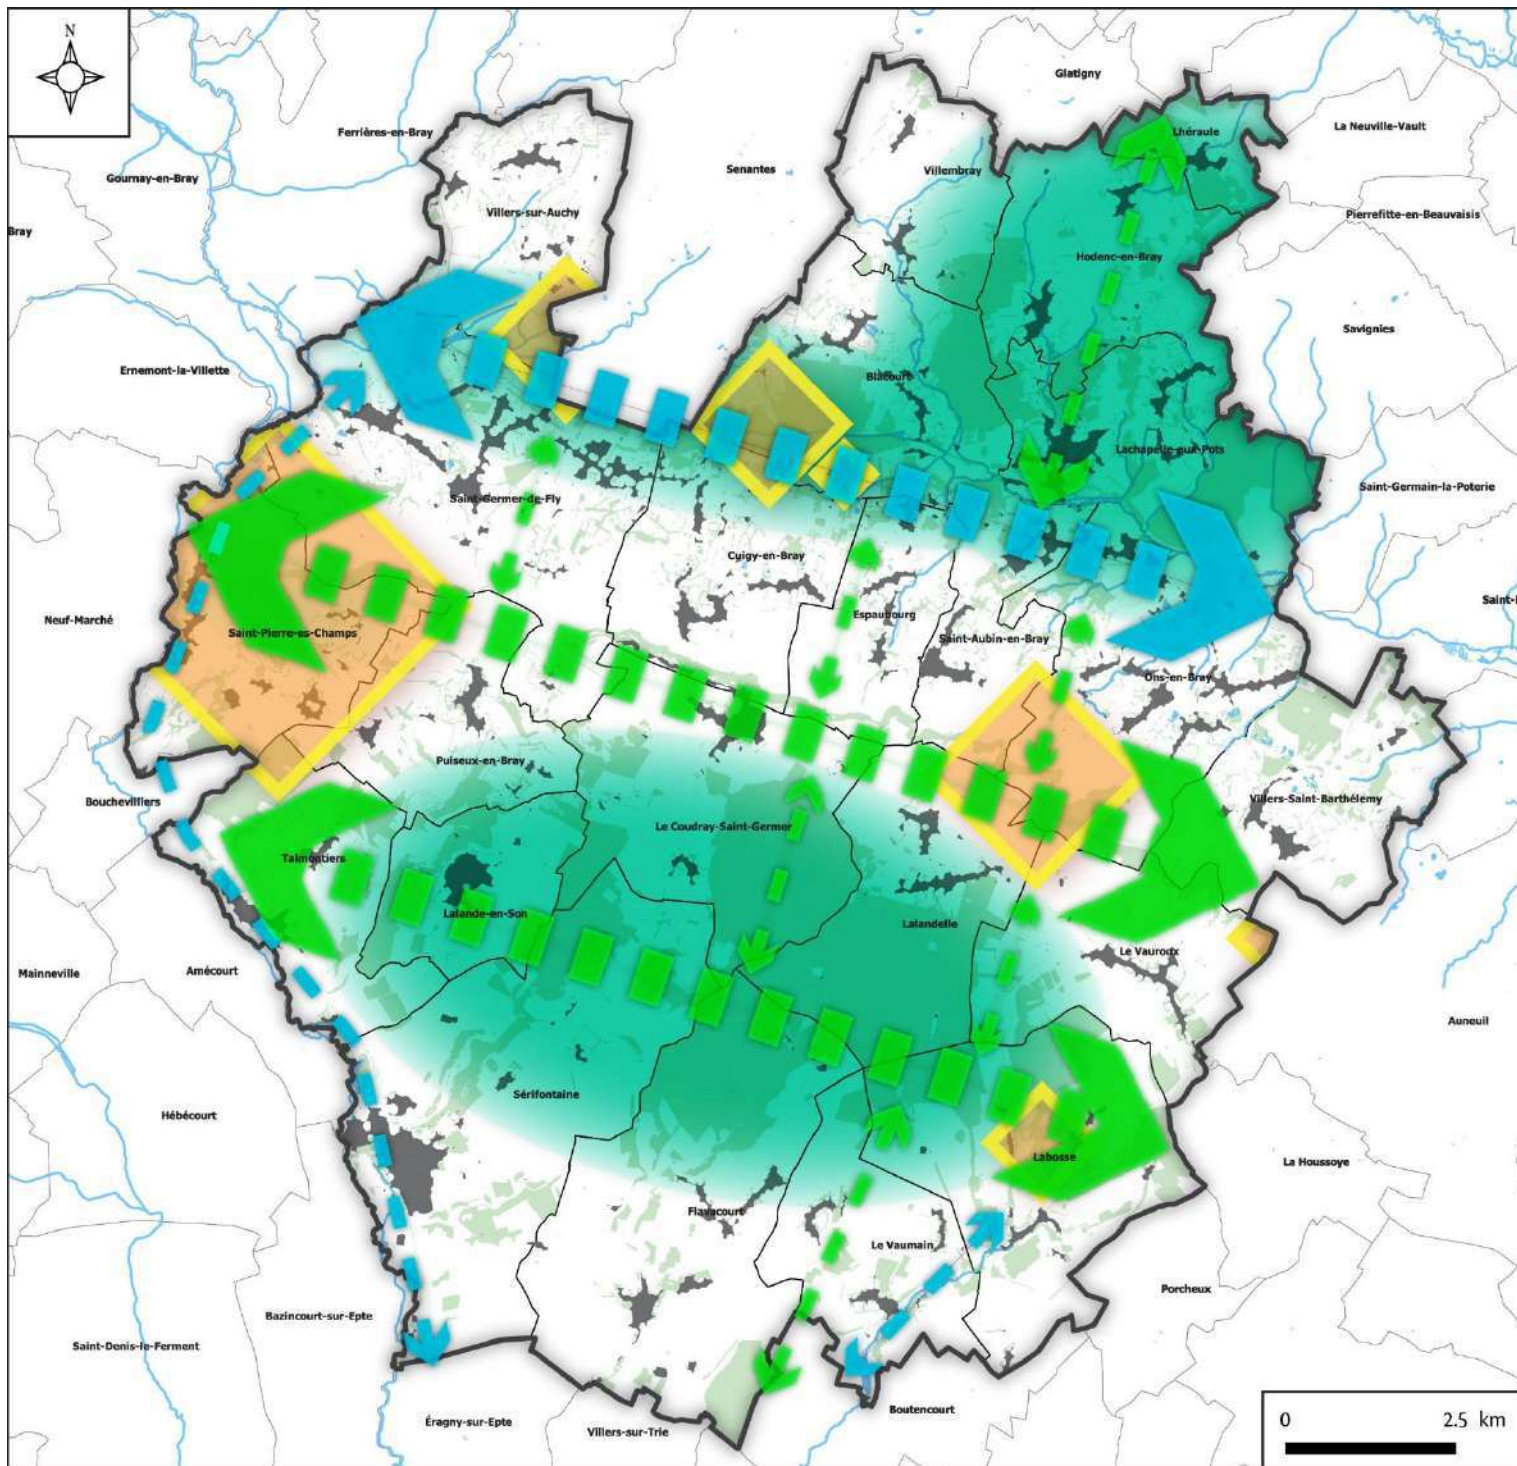 N
Glatigny
Ferrières-en-Bray
Lhéraule
La Neuville-Vault
Senantes
Villembray
Gournay-en-Bray
Villers-sur-Auchy
Pierrefitte-en-Beauvaisis
Bray
Hodenc-en-Bray
Savignies
Ernemont-la-Villette
Blacourt
Lachapelle-aux-Pots
Saint-Germain-la-Poterie
Saint-Germer-de-Fly
Cuigy-en-Bray
Saint-
Espaubourg
Neuf-Marché
Saint-Pierre-es-Champs
Saint-Aubin-en-Bray
Ons-en-Bray
Puiseux-en-Bray
Bouchevilliers
Villers-Saint-Barthélemy
Le Coudray-Saint-Germer
Talmontiers
Lalande-en-Son
Lalandelle
Le Vauroux
Mainneville
Amécourt
Auneuil
Sérifontaine
Hébécourt
Labosse
La Houssoye
Flavacourt
Le Vaumain
Porcheux
Bazincourt-sur-Epte
Saint-Denis-le-Ferment
Boutencourt
Éragny-sur-Epte
Villers-sur-Trie
0 2.5 km